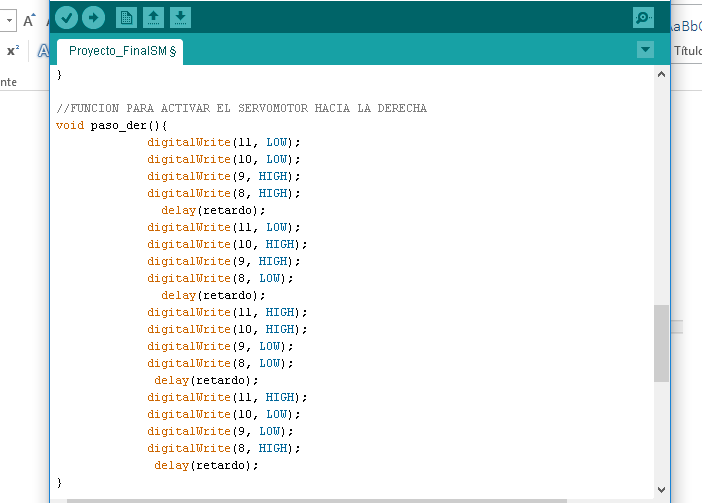 A
x²
A
nte
AaBbC
Título
Proyecto_FinalSM §
}
//FUNCION PARA ACTIVAR EL SERVOMOTOR HACIA LA DERECHA
void paso_der(){
digitalWrite(11, LOW);
digitalWrite(10, LOW);
digitalWrite(9, HIGH);
digitalWrite(8, HIGH);
delay(retardo);
digitalWrite(11, LOW);
digitalWrite(10, HIGH);
digitalWrite(9, HIGH);
digitalWrite(8, LOW);
delay(retardo);
digitalWrite(11, HIGH);
digitalWrite(10, HIGH);
digitalWrite(9, LOW);
digitalWrite(8, LOW);
delay(retardo);
digitalWrite(11, HIGH);
digitalWrite(10, LOW);
digitalWrite(9, LOW);
digitalWrite(8, HIGH);
delay(retardo);
}